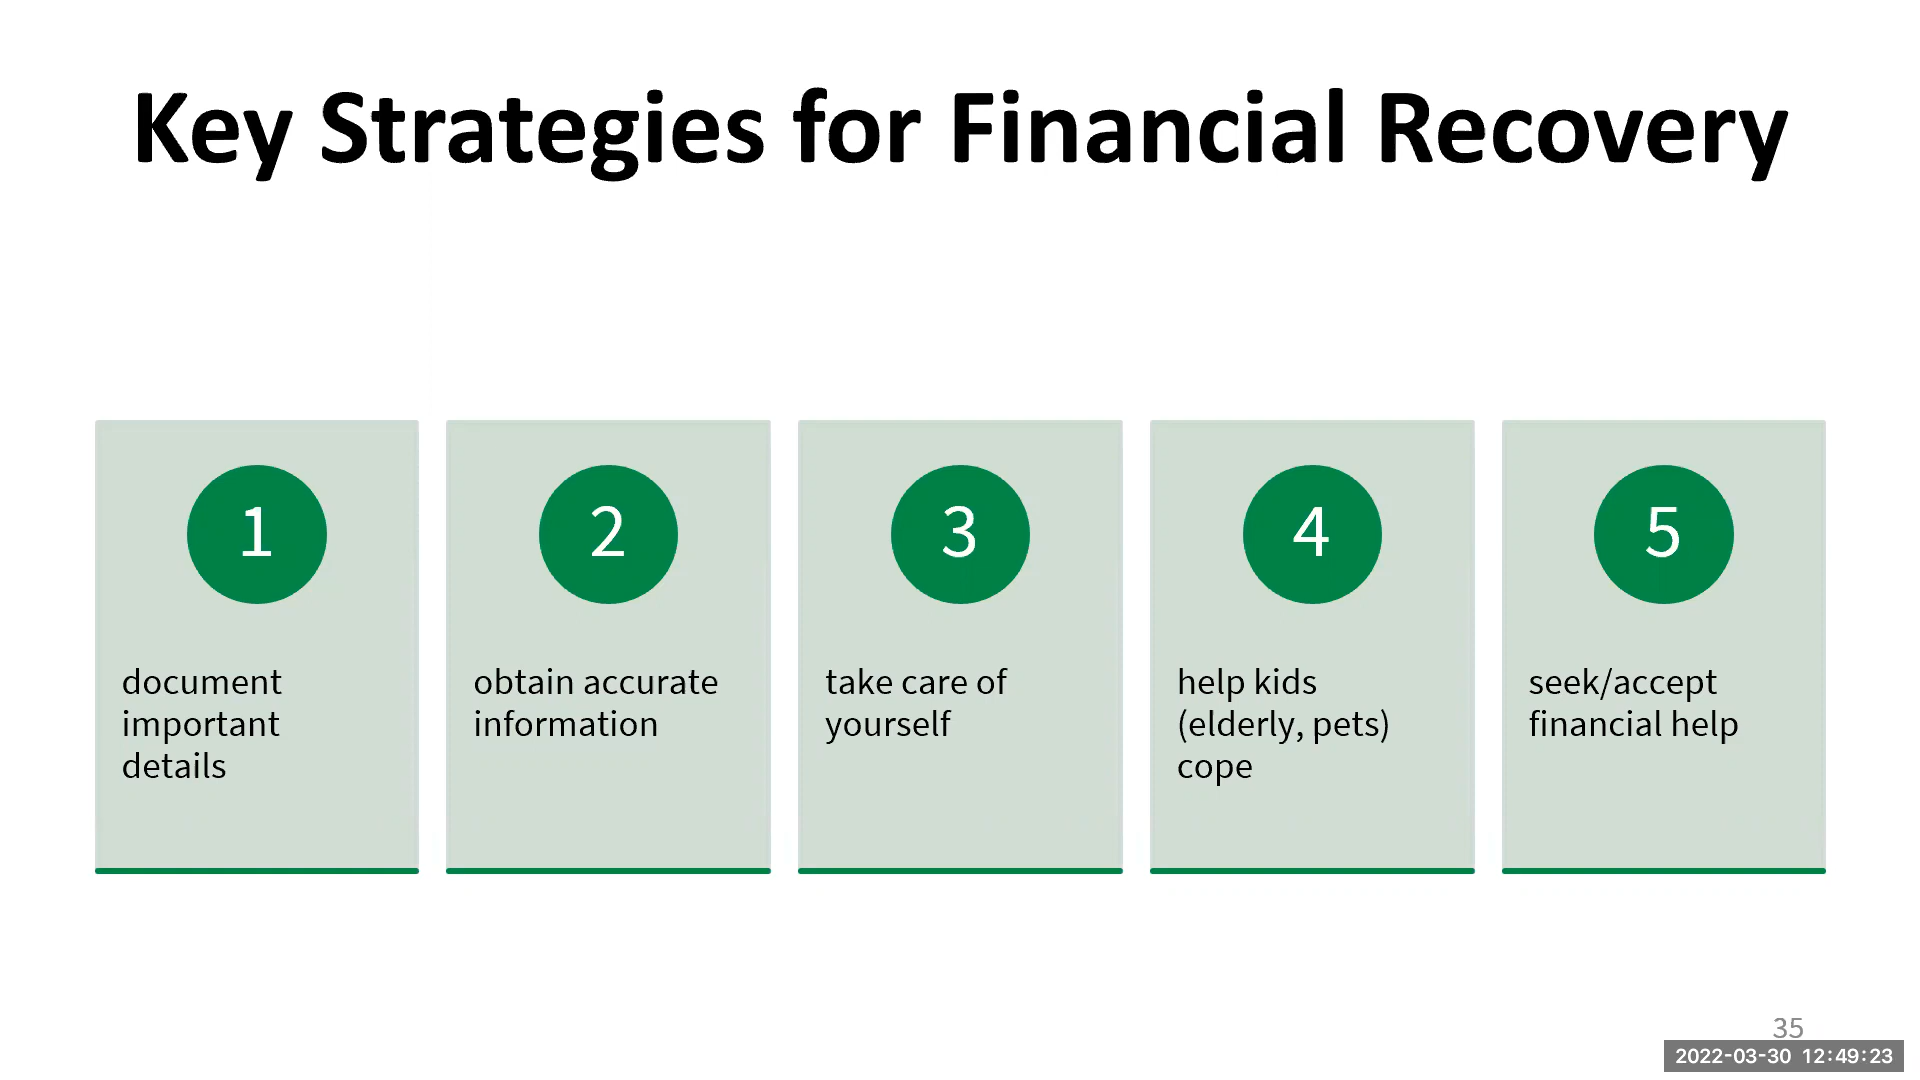 Key Strategies for Financial Recovery
1
document
important
details
2
obtain accurate
information
3
take care of
yourself
4
help kids
(elderly, pets)
cope
5
seek/accept
financial help
35
2022-03-30 12:49:23